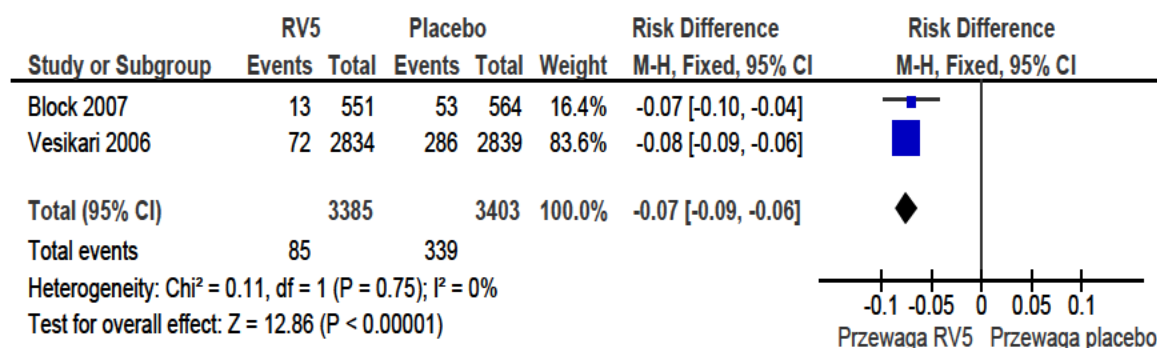 RV5 Placebo Risk Difference Risk Difference
Study or Subgroup Events Total Events Total Weight M-H, Fixed, 95% CI M-H, Fixed, 95% CI
Block 2007 13 551 53 564 16.4% -0.07 [-0.10, -0.04]
Vesikari 2006 72 2834 286 2839 83.6% -0.08 [-0.09, -0.06]
Total (95% CI) 3385 3403 100.0% -0.07 [-0.09, -0.06]
Total events 85 339
Heterogeneity: Chi² = 0.11, df = 1 (P = 0.75); I² = 0%
Test for overall effect: Z = 12.86 (P < 0.00001)
-0.1 -0.05 0 0.05 0.1
Przewaga RV5 Przewaga placebo